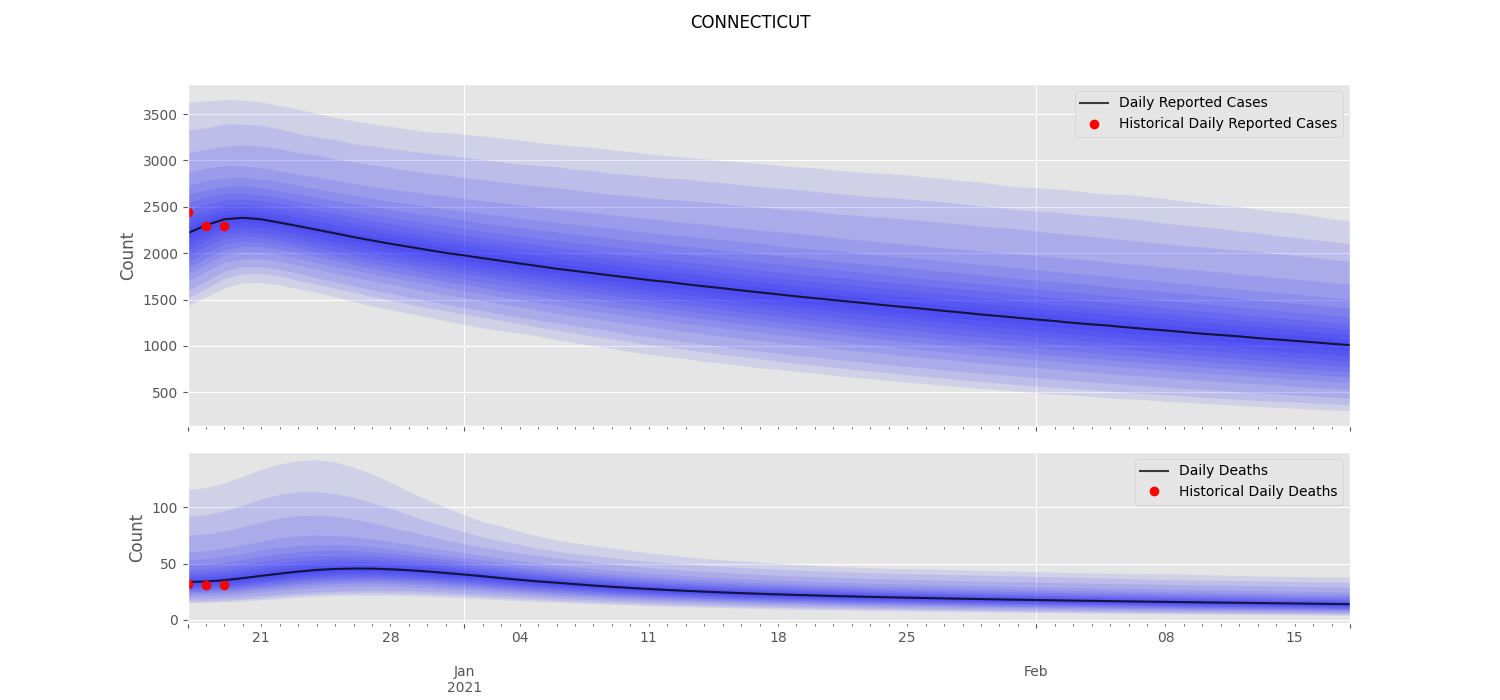 CONNECTICUT
Daily Reported Cases
Historical Daily Reported Cases
Count
3500
3000
2500
2000
1500
1000
500
Daily Deaths
Historical Daily Deaths
Count
100
50
0
21 28 04 11 18 25 08 15
Jan Feb
2021